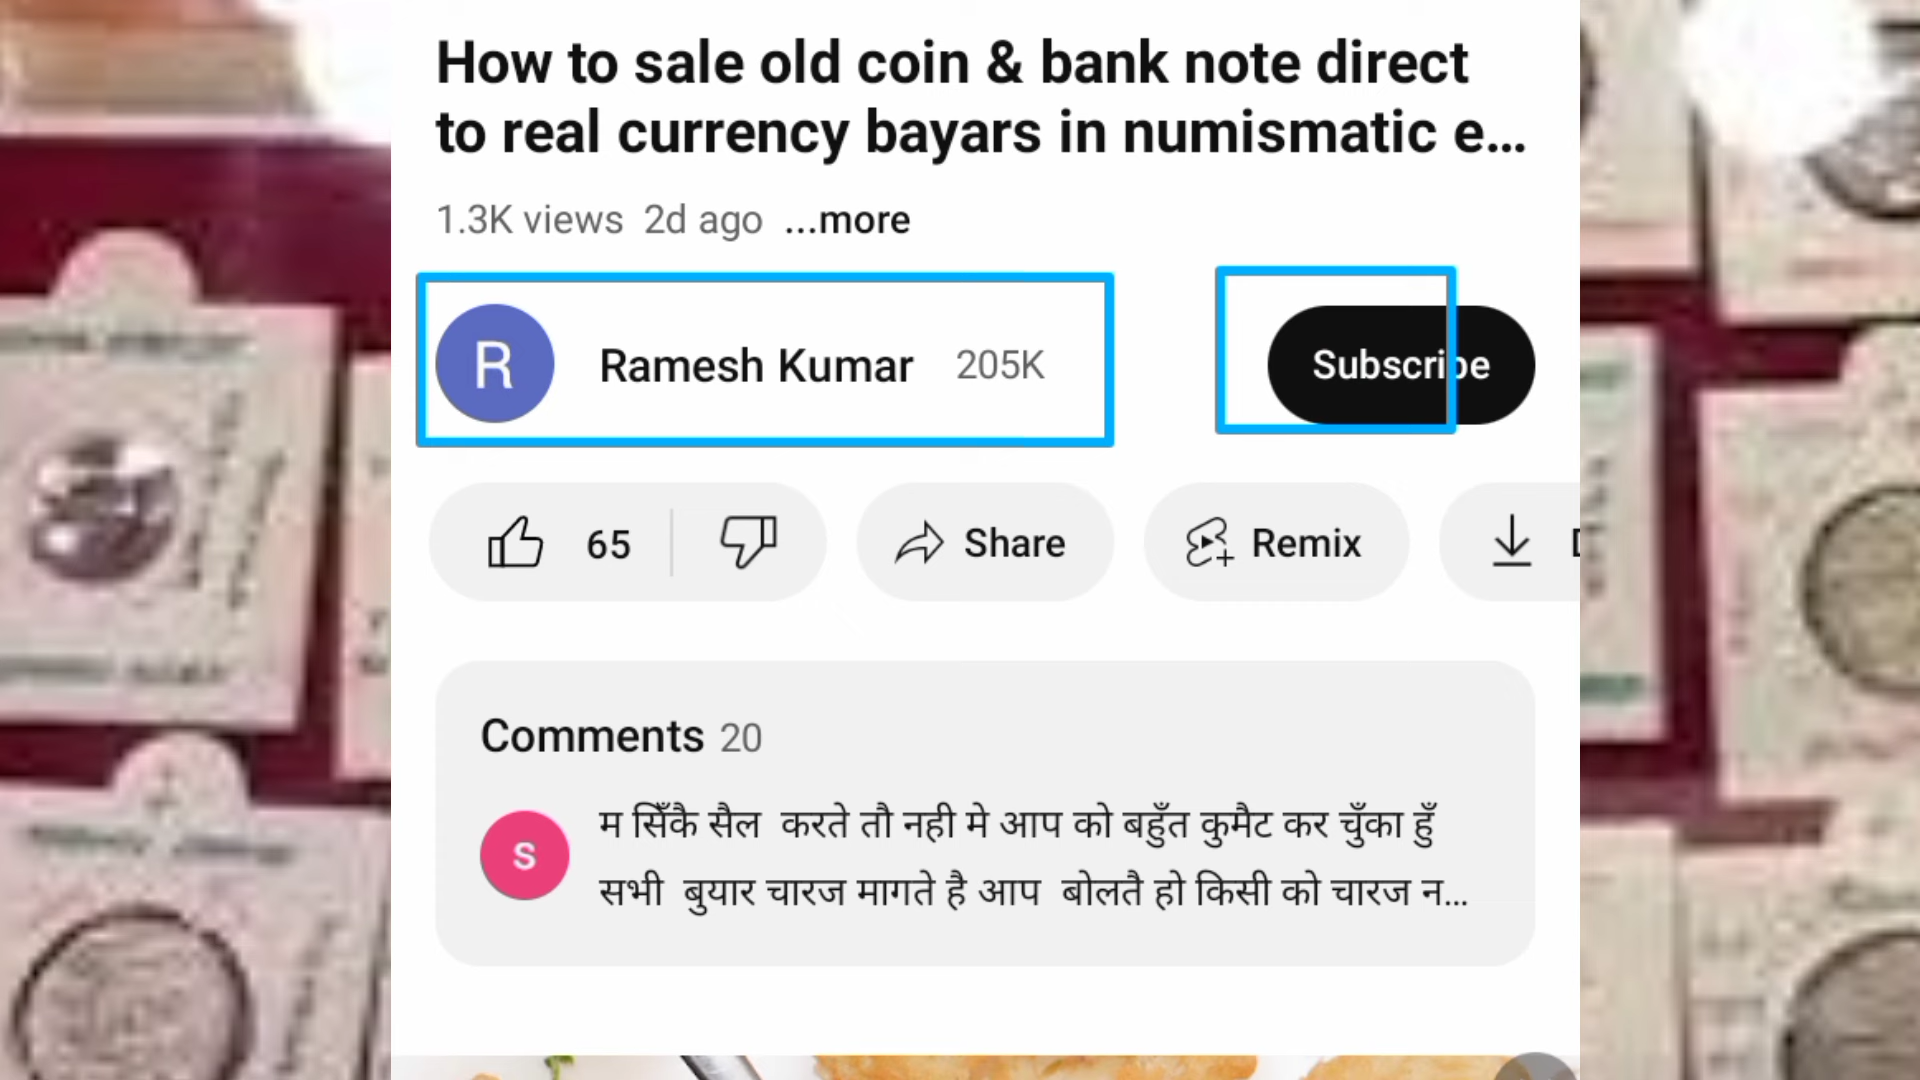 How to sale old coin & bank note direct
to real currency bayars in numismatic e...
1.3K views 2d ago ...more
R Ramesh Kumar 205K Subscribe
65 Share Remix D
Comments 20
S
म सिँकै सैल करते तौ नही मे आप को बहुँत कुमैट कर चुँका हुँ
सभी बुयार चारज मागते है आप बोलतै हो किसी को चारज न...